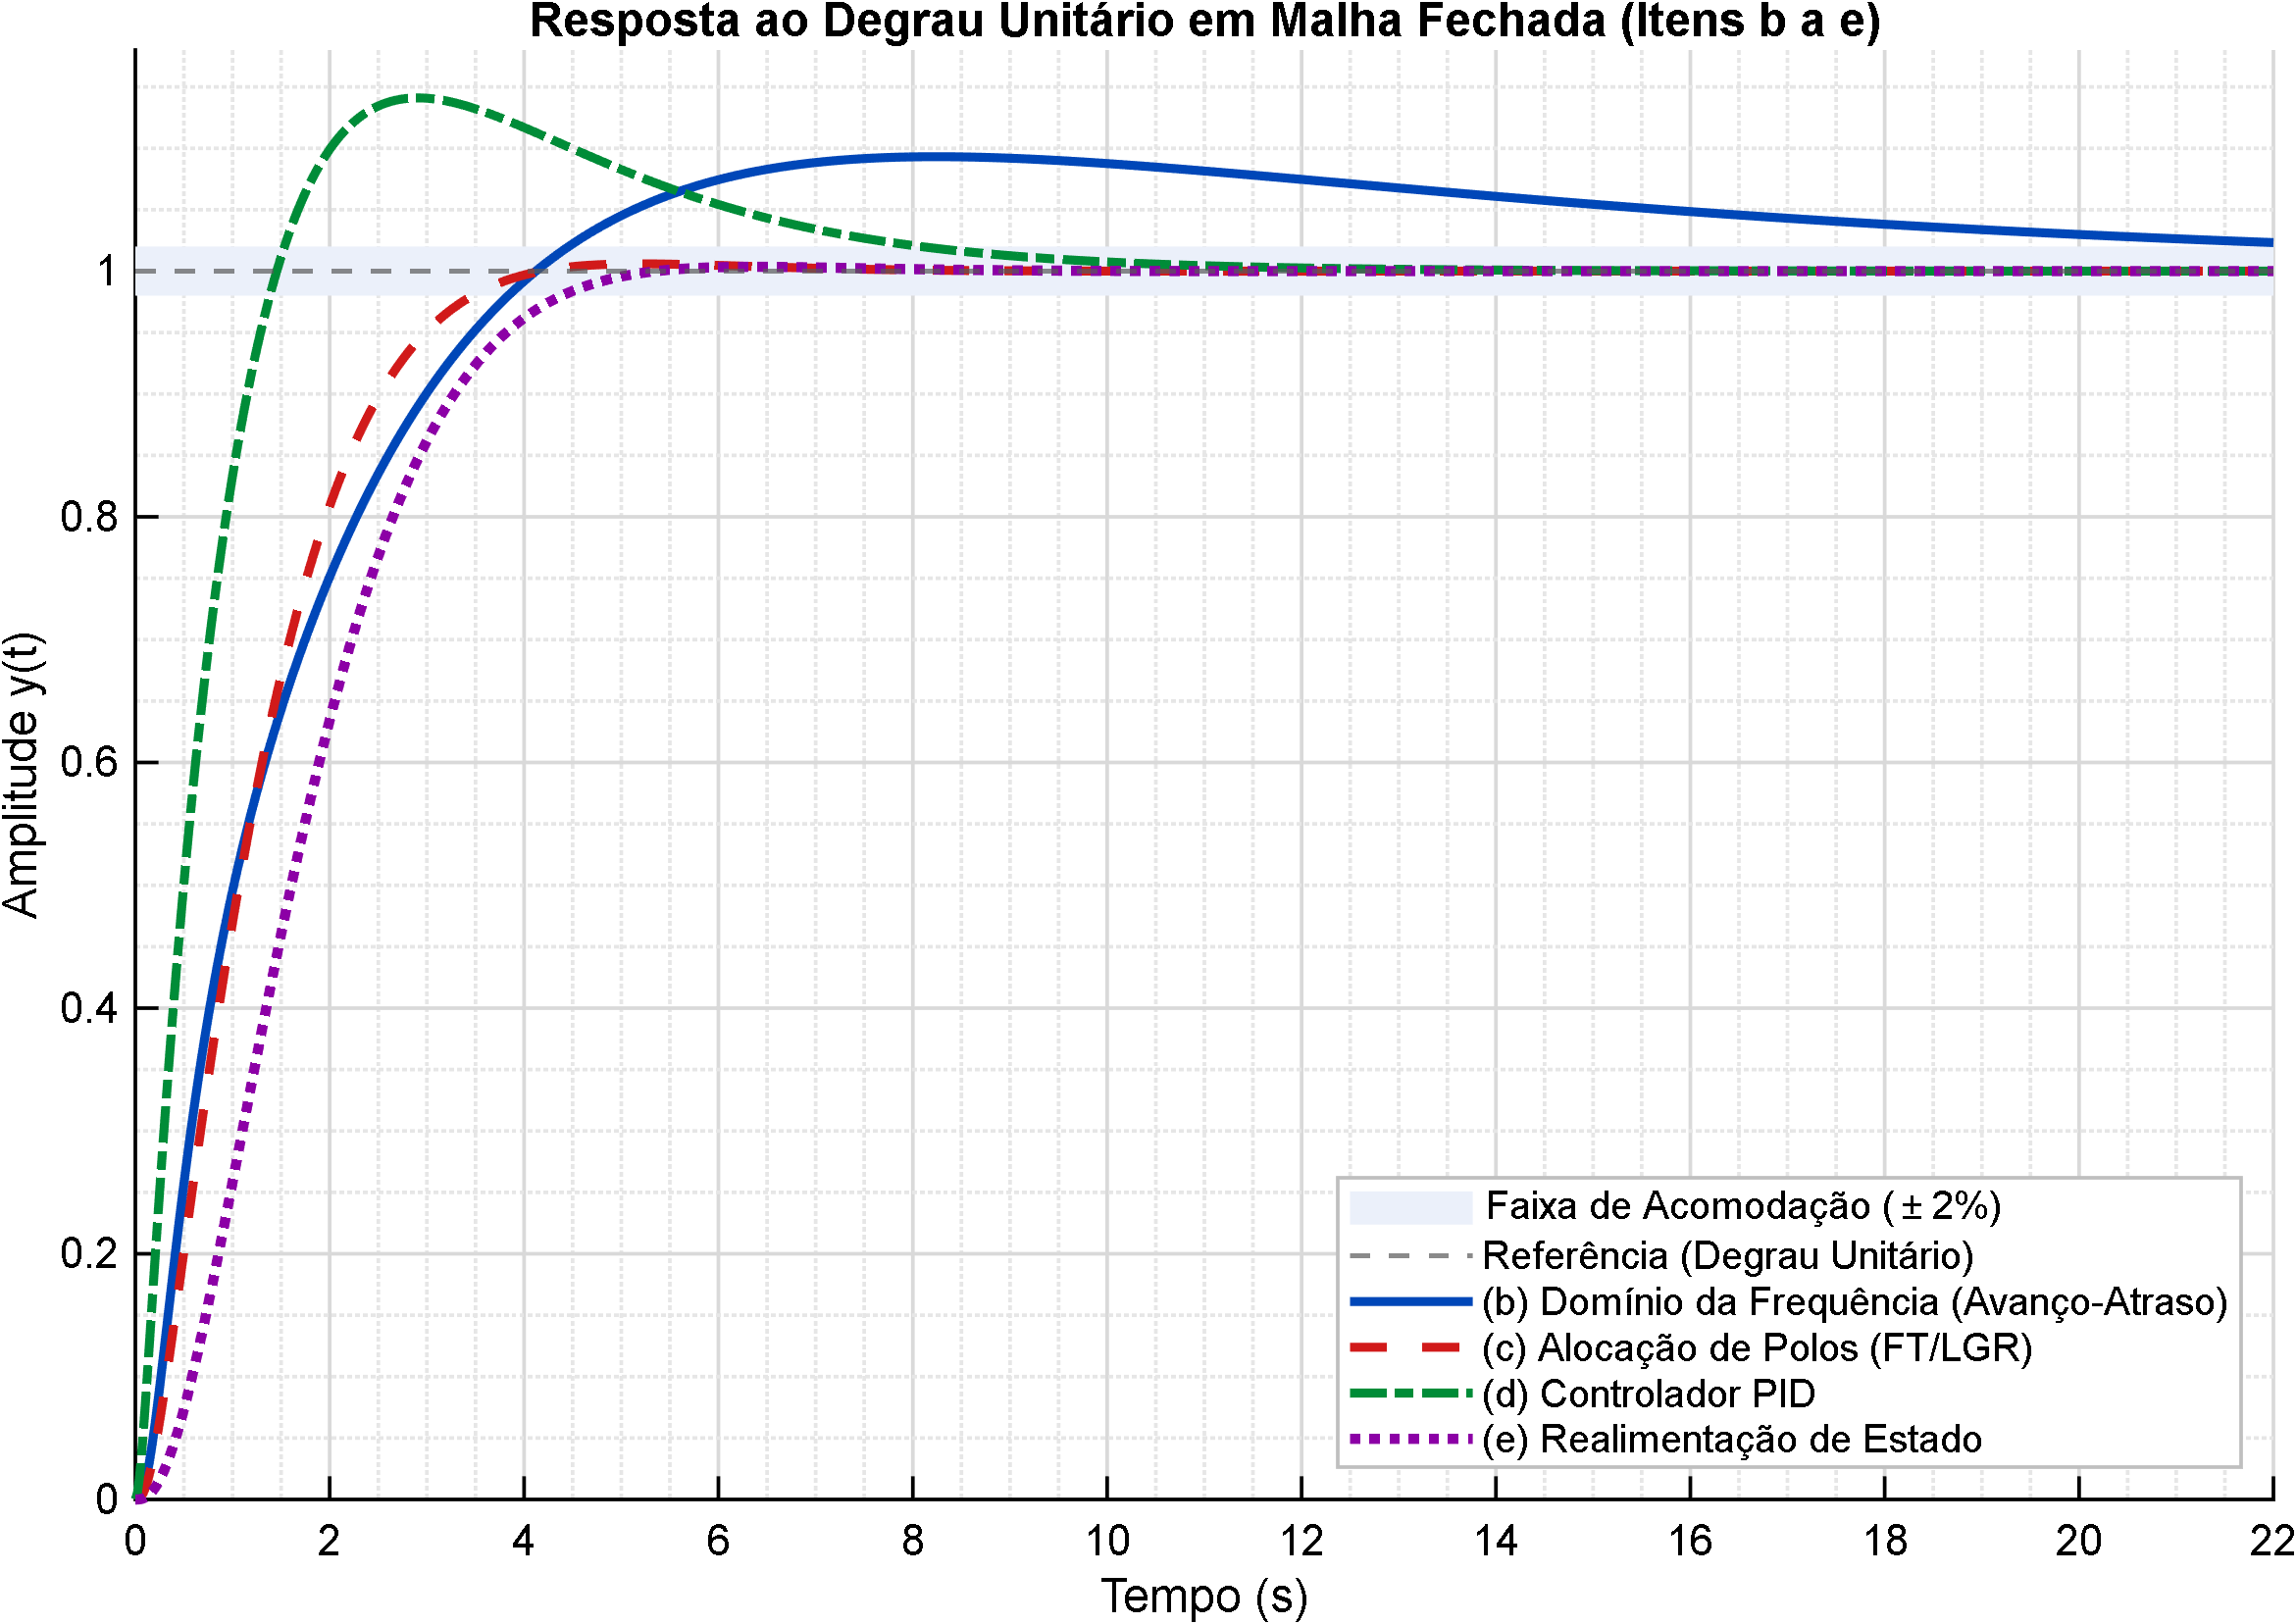 Resposta ao Degrau Unitário em Malha Fechada (Itens b a e)
Amplitude y(t)
1
0.8
0.6
0.4
0.2
0
0 2 4 6 8 10 12 14 16 18 20 22
Tempo (s)
Faixa de Acomodação (± 2%)
Referência (Degrau Unitário)
(b) Domínio da Frequência (Avanço-Atraso)
(c) Alocação de Polos (FT/LGR)
(d) Controlador PID
(e) Realimentação de Estado